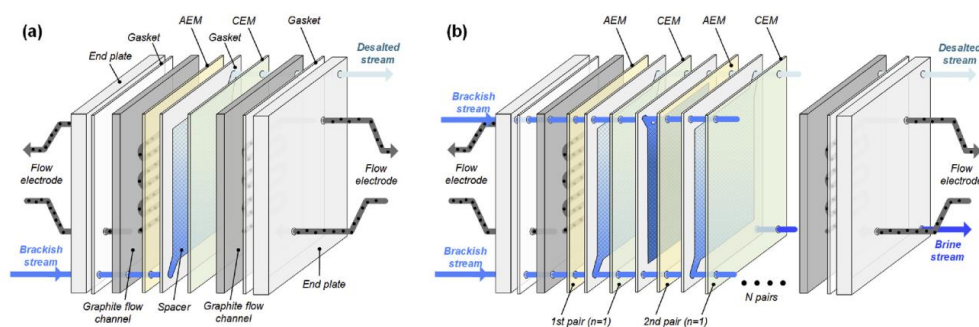 (a)
End plate
Gasket
AEM
Gasket
CEM
Gasket
Desalted
stream
Flow
electrode
Flow
electrode
Brackish
stream
Graphite flow
channel
Spacer
Graphite flow
channel
End plate
(b)
AEM
CEM
AEM
CEM
Desalted
stream
Brackish
stream
Flow
electrode
Flow
electrode
Brackish
stream
Brine
stream
1st pair (n=1)
2nd pair (n=1)
N pairs